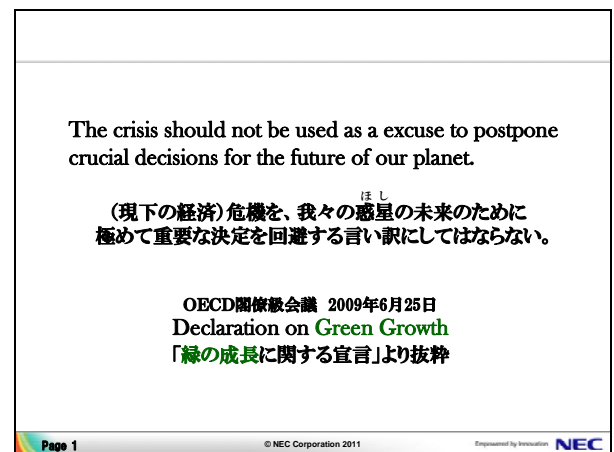 The crisis should not be used as a excuse to postpone
crucial decisions for the future of our planet.
ほし
（現下の経済）危機を、我々の惑星の未来のために
極めて重要な決定を回避する言い訳にしてはならない。
OECD閣僚級会議 2009年6月25日
Declaration on Green Growth
「緑の成長に関する宣言」より抜粋
Page 1
© NEC Corporation 2011
Empowered by Innovation NEC